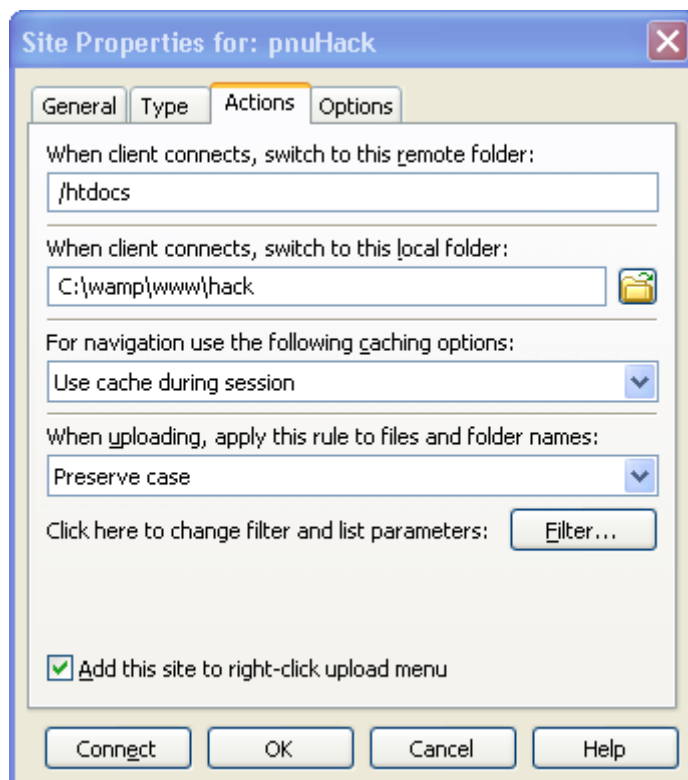 Site Properties for: pnuHack
General Type Actions Options
When client connects, switch to this remote folder:
/htdocs
When client connects, switch to this local folder:
C:\wamp\www\hack
For navigation use the following caching options:
Use cache during session
When uploading, apply this rule to files and folder names:
Preserve case
Click here to change filter and list parameters: Filter...
Add this site to right-click upload menu
Connect OK Cancel Help